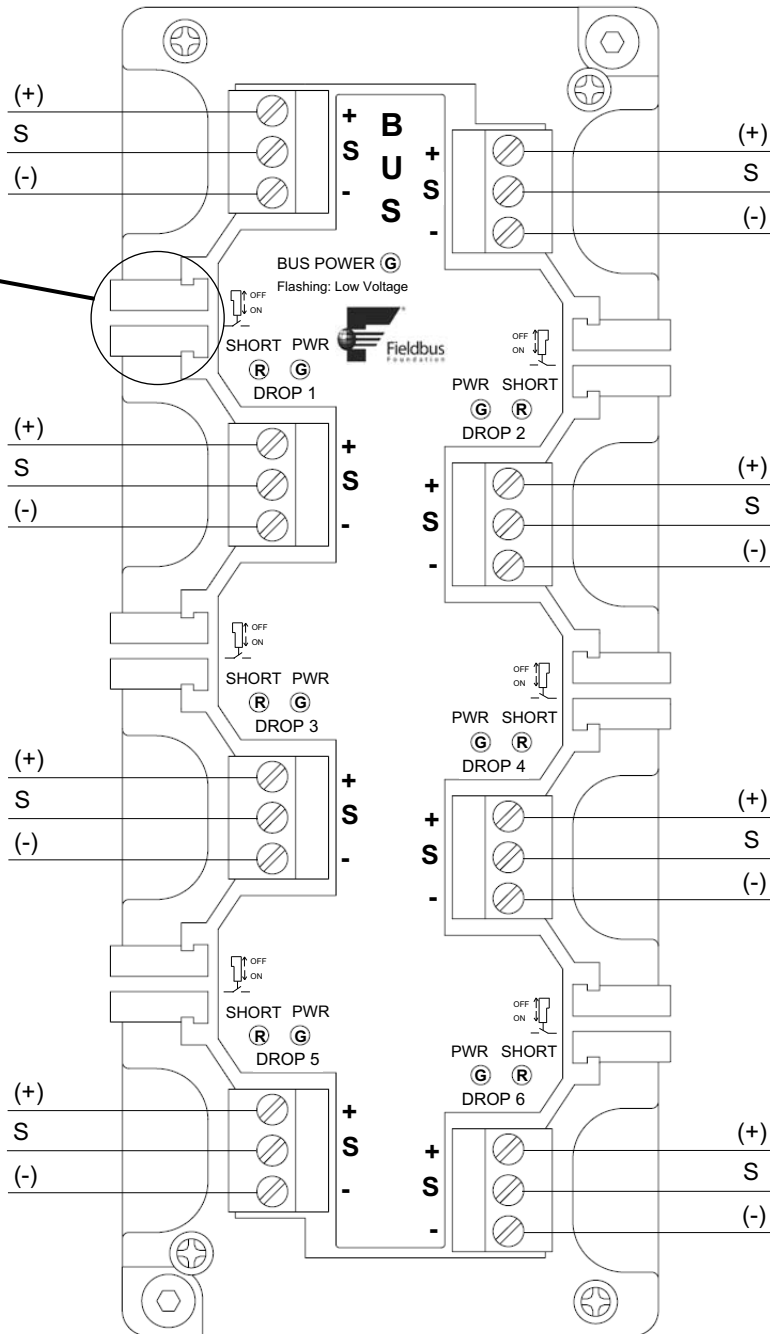 (+)
S
(-)
+
S
-
B
U
S
+
S
-
(+)
S
(-)
BUS POWER G
Flashing: Low Voltage
OFF
ON
Fieldbus
Foundation
SHORT PWR
R G
DROP 1
OFF
ON
PWR SHORT
G R
DROP 2
(+)
S
(-)
+
S
-
+
S
-
(+)
S
(-)
OFF
ON
SHORT PWR
R G
DROP 3
OFF
ON
PWR SHORT
G R
DROP 4
(+)
S
(-)
+
S
-
+
S
-
(+)
S
(-)
OFF
ON
SHORT PWR
R G
DROP 5
OFF
ON
PWR SHORT
G R
DROP 6
(+)
S
(-)
+
S
-
+
S
-
(+)
S
(-)